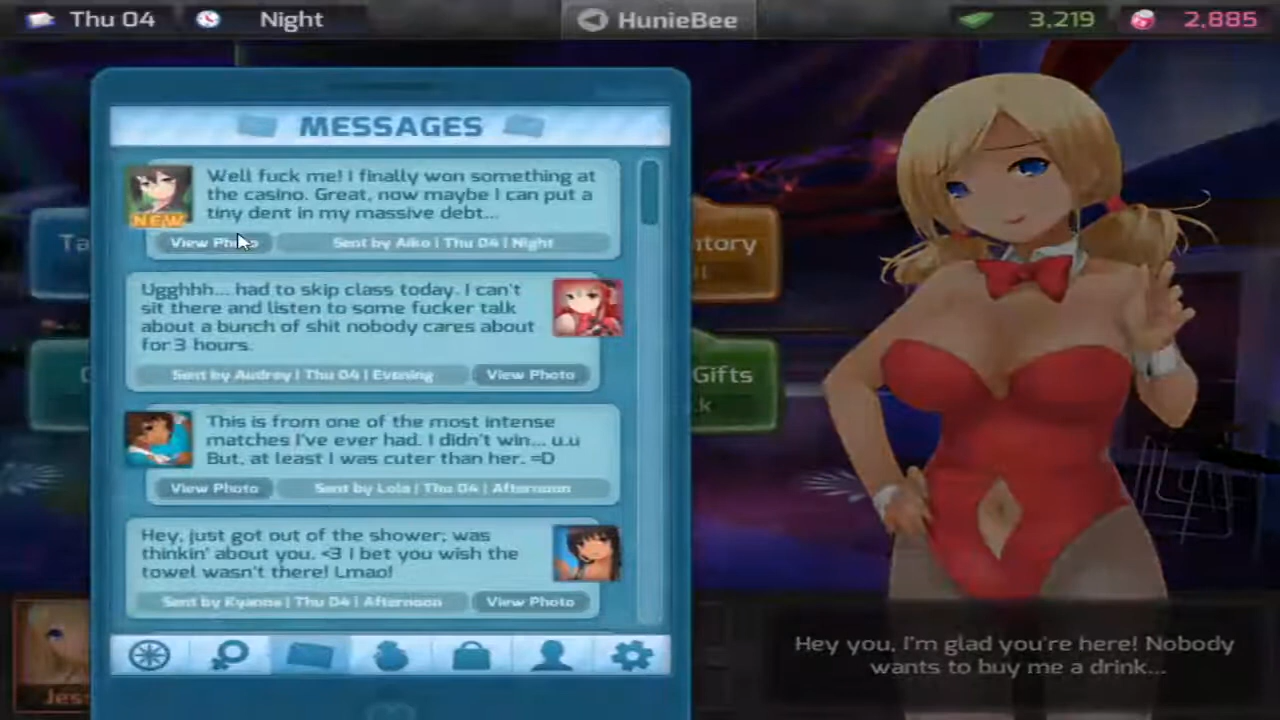 Thu 04
Night
HunieBee
3,219
2,885
MESSAGES
Well fuck me! I finally won something at
the casino. Great, now maybe I can put a
tiny dent in my massive debt...
NEW
View Photo
Sent by Aiko | Thu 04 | Night
Ugghhh... had to skip class today. I can't
sit there and listen to some fucker talk
about a bunch of shit nobody cares about
for 3 hours.
Sent by Audrey | Thu 04 | Evening
View Photo
This is from one of the most intense
matches I've ever had. I didn't win... u.u
But, at least I was cuter than her. =D
View Photo
Sent by Lola | Thu 04 | Afternoon
Hey, just got out of the shower, was
thinkin' about you. <3 I bet you wish the
towel wasn't there! Lmao!
Sent by Kyanna | Thu 04 | Afternoon
View Photo
Gifts
Hey you, I'm glad you're here! Nobody
wants to buy me a drink...